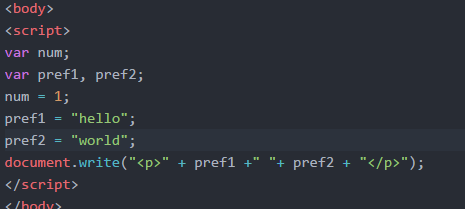 <body>
<script>
var num;
var pref1, pref2;
num = 1;
pref1 = "hello";
pref2 = "world";
document.write("<p>" + pref1 +" "+ pref2 + "</p>");
</script>
</body>